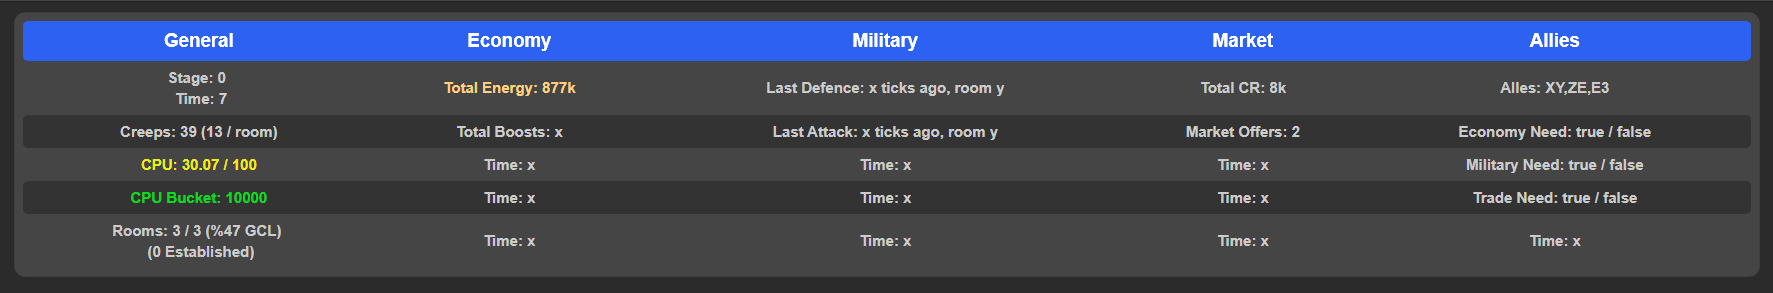 General Economy Military Market Allies
Stage: 0
Time: 7
Total Energy: 877k Last Defence: x ticks ago, room y Total CR: 8k Alles: XY,ZE,E3
Creeps: 39 (13 / room) Total Boosts: x Last Attack: x ticks ago, room y Market Offers: 2 Economy Need: true / false
CPU: 30.07 / 100 Time: x Time: x Time: x Military Need: true / false
CPU Bucket: 10000 Time: x Time: x Time: x Trade Need: true / false
Rooms: 3 / 3 (%47 GCL)
(0 Established)
Time: x Time: x Time: x Time: x